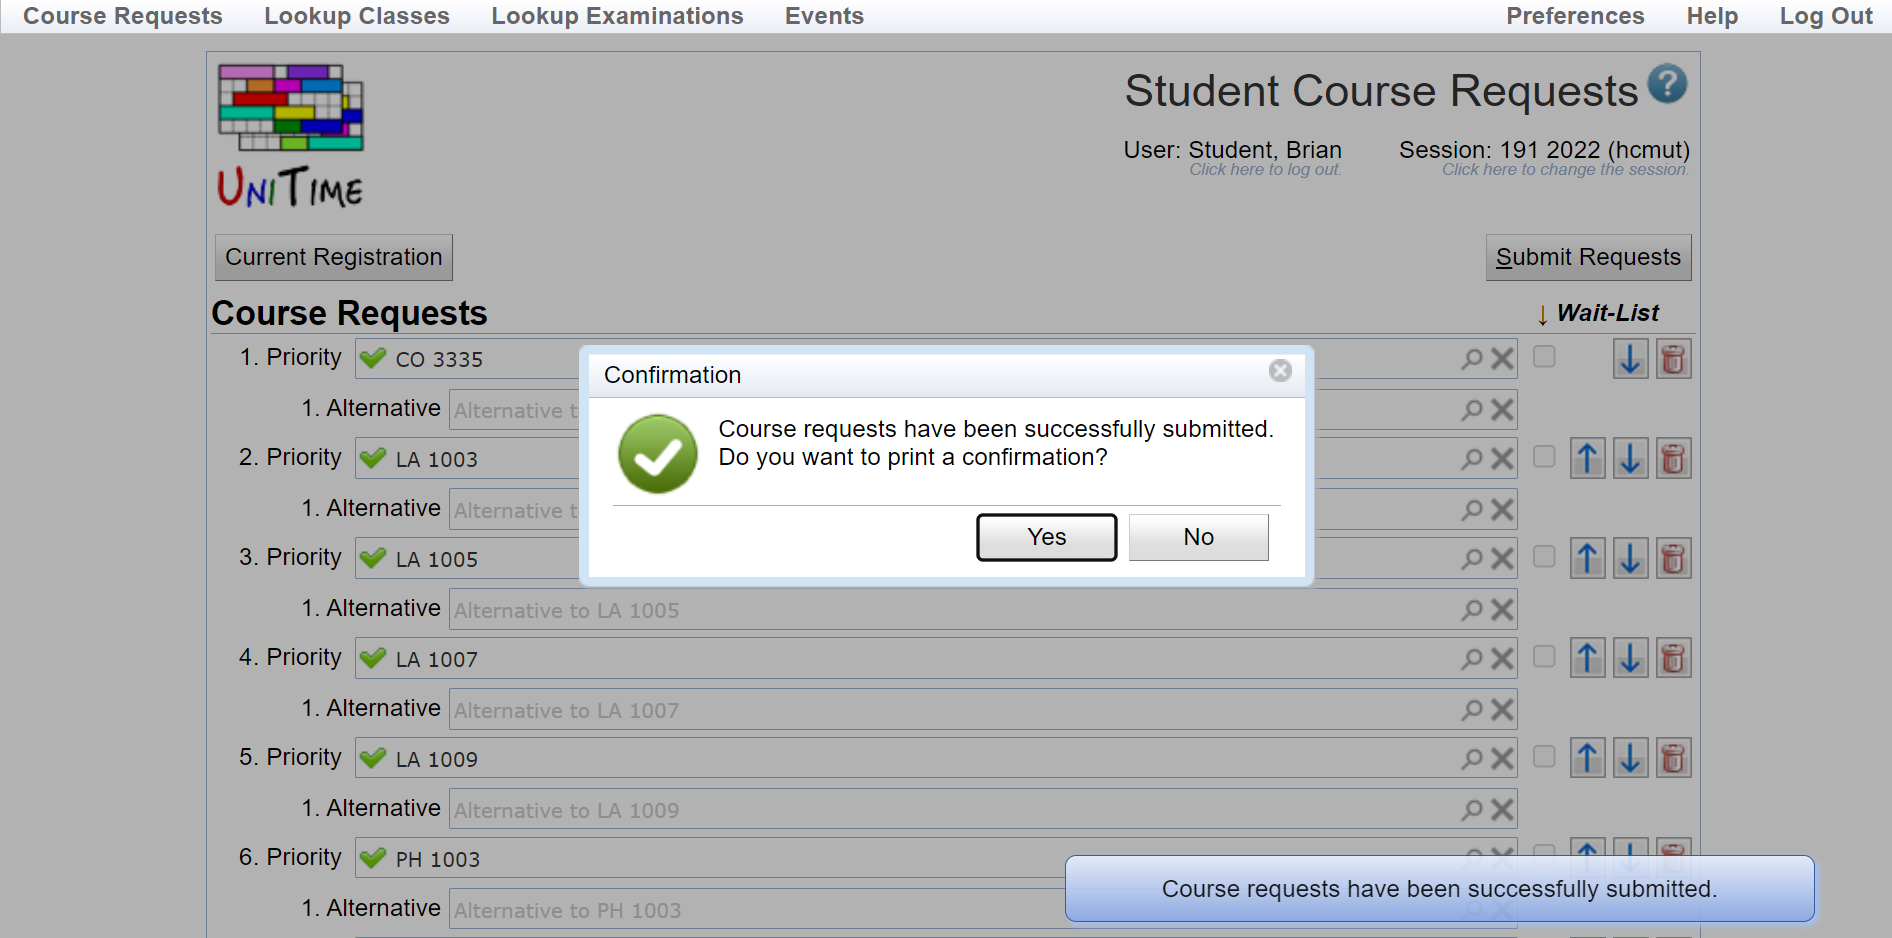 Course Requests Lookup Classes Lookup Examinations Events Preferences Help Log Out
UNITIME
Student Course Requests ?
User: Student, Brian Session: 191 2022 (hcmut)
Click here to log out. Click here to change the session.
Current Registration Submit Requests
Course Requests ↓ Wait-List
1. Priority CO 3335
1. Alternative Alternative t
2. Priority LA 1003
1. Alternative Alternative t
3. Priority LA 1005
1. Alternative Alternative to LA 1005
4. Priority LA 1007
1. Alternative Alternative to LA 1007
5. Priority LA 1009
1. Alternative Alternative to LA 1009
6. Priority PH 1003
1. Alternative Alternative to PH 1003
Confirmation
Course requests have been successfully submitted.
Do you want to print a confirmation?
Yes No
Course requests have been successfully submitted.